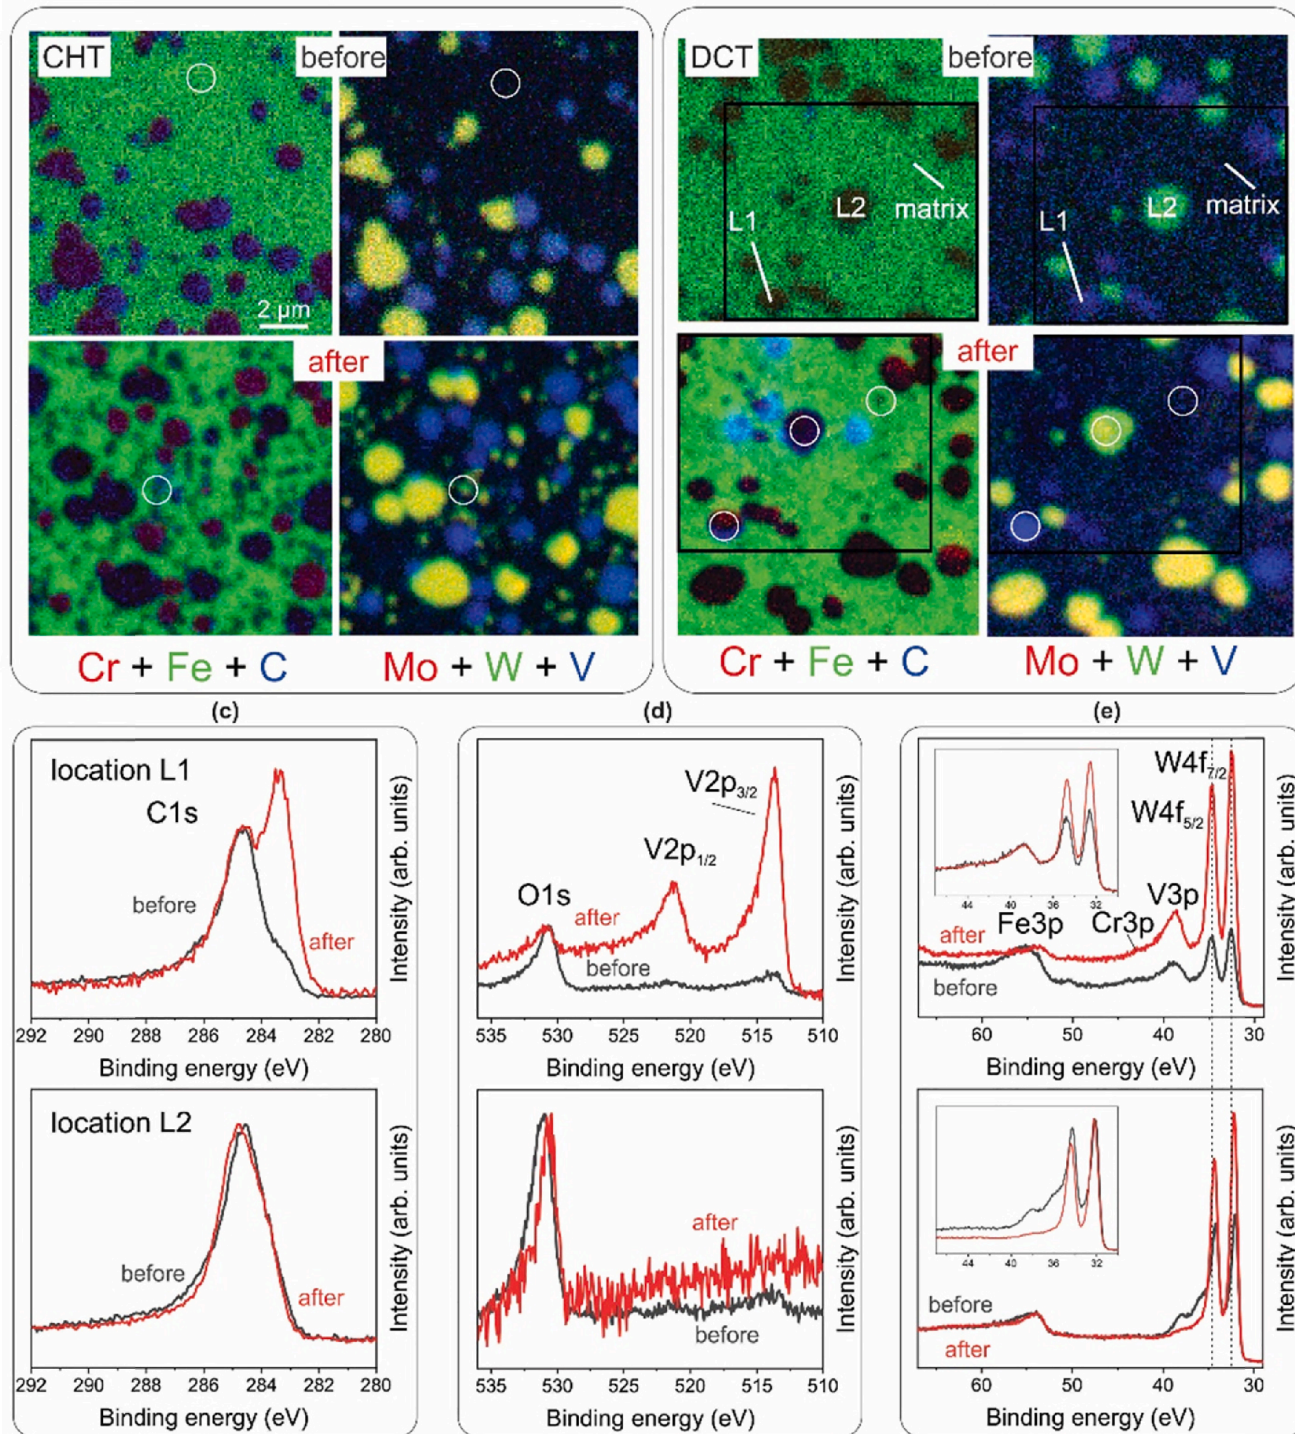 CHT
before
2 μm
after
Cr + Fe + C
Mo + W + V
DCT
before
L1
L2
matrix
L1
L2
matrix
after
Cr + Fe + C
Mo + W + V
(c)
(d)
(e)
location L1
C1s
before
after
292 290 288 286 284 282 280
Binding energy (eV)
Intensity (arb. units)
O1s
V2p1/2
V2p3/2
after
before
535 530 525 520 515 510
Binding energy (eV)
Intensity (arb. units)
44 40 36 32
W4f7/2
W4f5/2
V3p
Cr3p
Fe3p
after
before
60 50 40 30
Binding energy (eV)
Intensity (arb. units)
location L2
before
after
292 290 288 286 284 282 280
Binding energy (eV)
Intensity (arb. units)
after
before
535 530 525 520 515 510
Binding energy (eV)
Intensity (arb. units)
44 40 36 32
before
after
60 50 40 30
Binding energy (eV)
Intensity (arb. units)